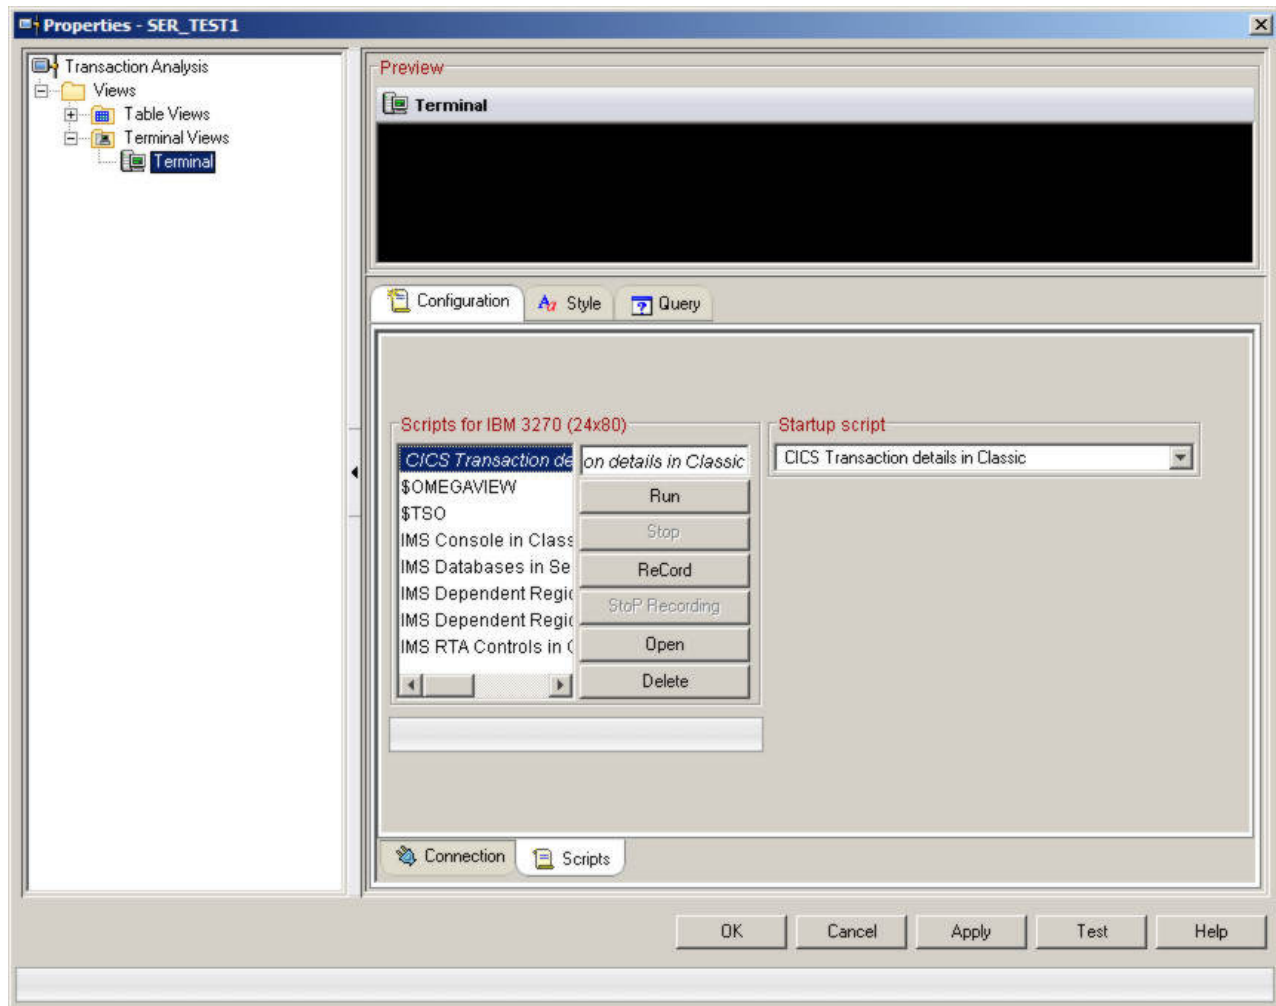 Properties - SER_TEST1
Transaction Analysis
Views
Table Views
Terminal Views
Terminal
Preview
Terminal
Configuration
Style
Query
Scripts for IBM 3270 (24x80)
CICS Transaction de
$OMEGAVIEW
$TSO
IMS Console in Class
IMS Databases in Se
IMS Dependent Regio
IMS Dependent Regio
IMS RTA Controls in
on details in Classic
Run
Stop
ReCord
StoP Recording
Open
Delete
Startup script
CICS Transaction details in Classic
Connection
Scripts
OK
Cancel
Apply
Test
Help